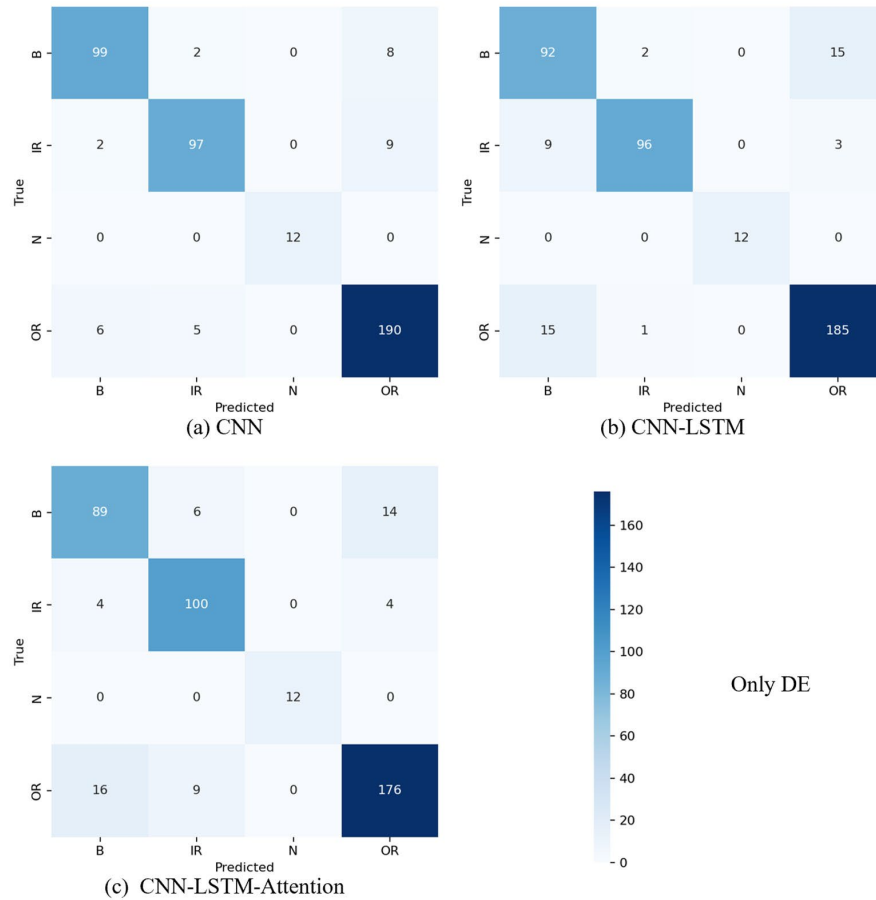 B 99 2 0 8
IR 2 97 0 9
True
N 0 0 12 0
OR 6 5 0 190
B IR N OR
Predicted
(a) CNN
B 92 2 0 15
IR 9 96 0 3
True
N 0 0 12 0
OR 15 1 0 185
B IR N OR
Predicted
(b) CNN-LSTM
B 89 6 0 14
IR 4 100 0 4
True
N 0 0 12 0
OR 16 9 0 176
B IR N OR
Predicted
(c) CNN-LSTM-Attention
160
140
120
100
80
60
40
20
0
Only DE